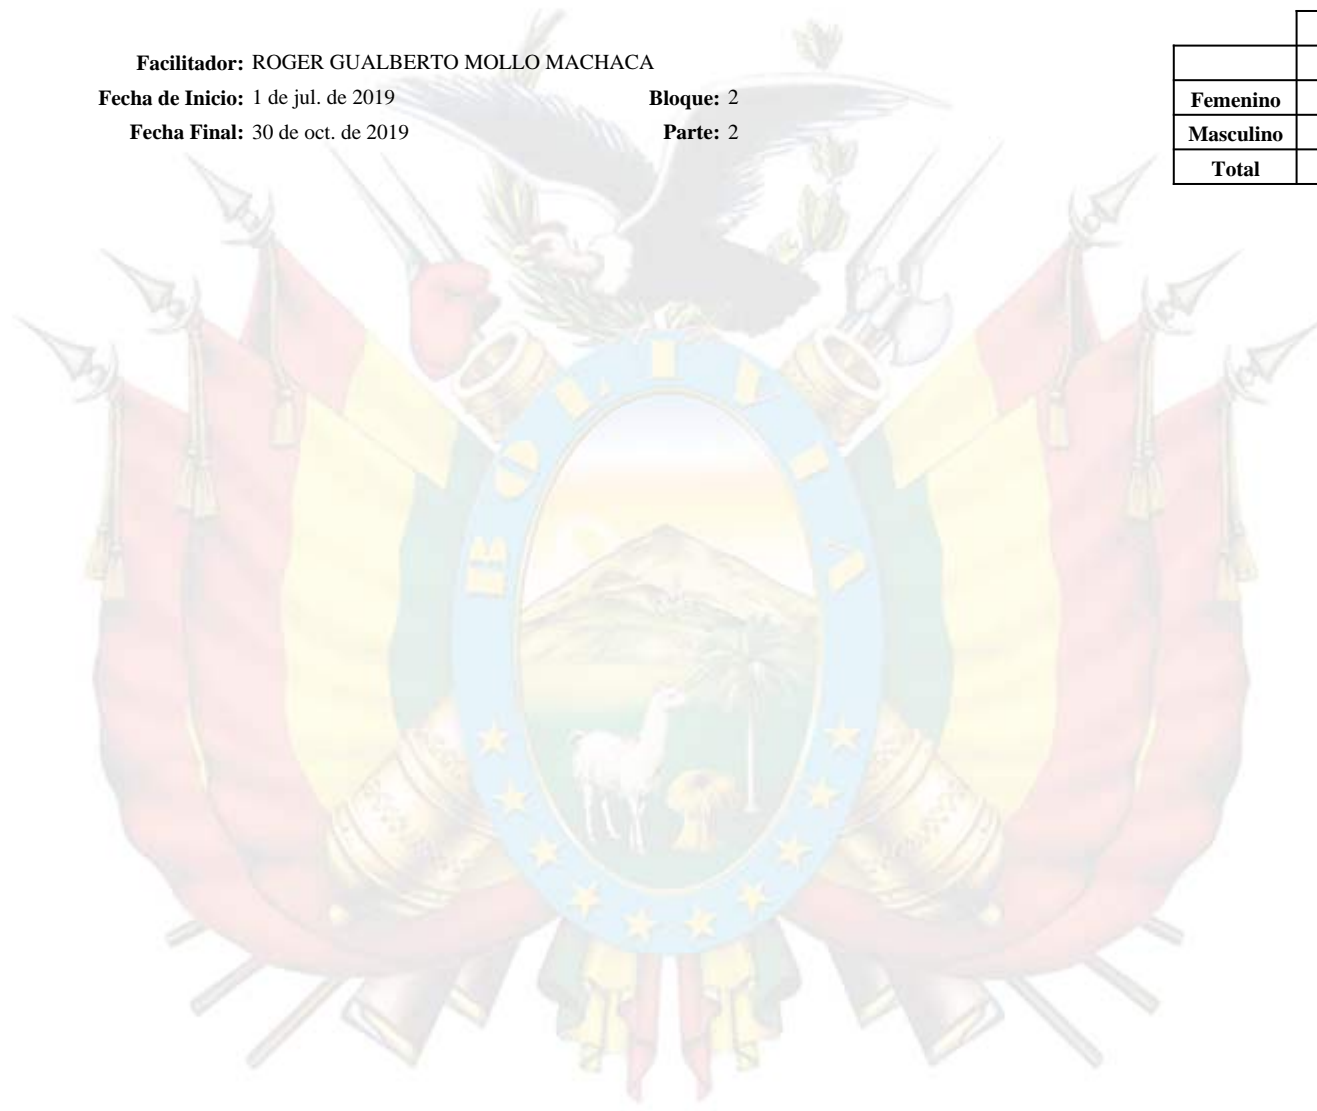 Facilitador: ROGER GUALBERTO MOLLO MACHACA
Fecha de Inicio: 1 de jul. de 2019 Bloque: 2
Fecha Final: 30 de oct. de 2019 Parte: 2
Femenino
Masculino
Total
BOLIVIA